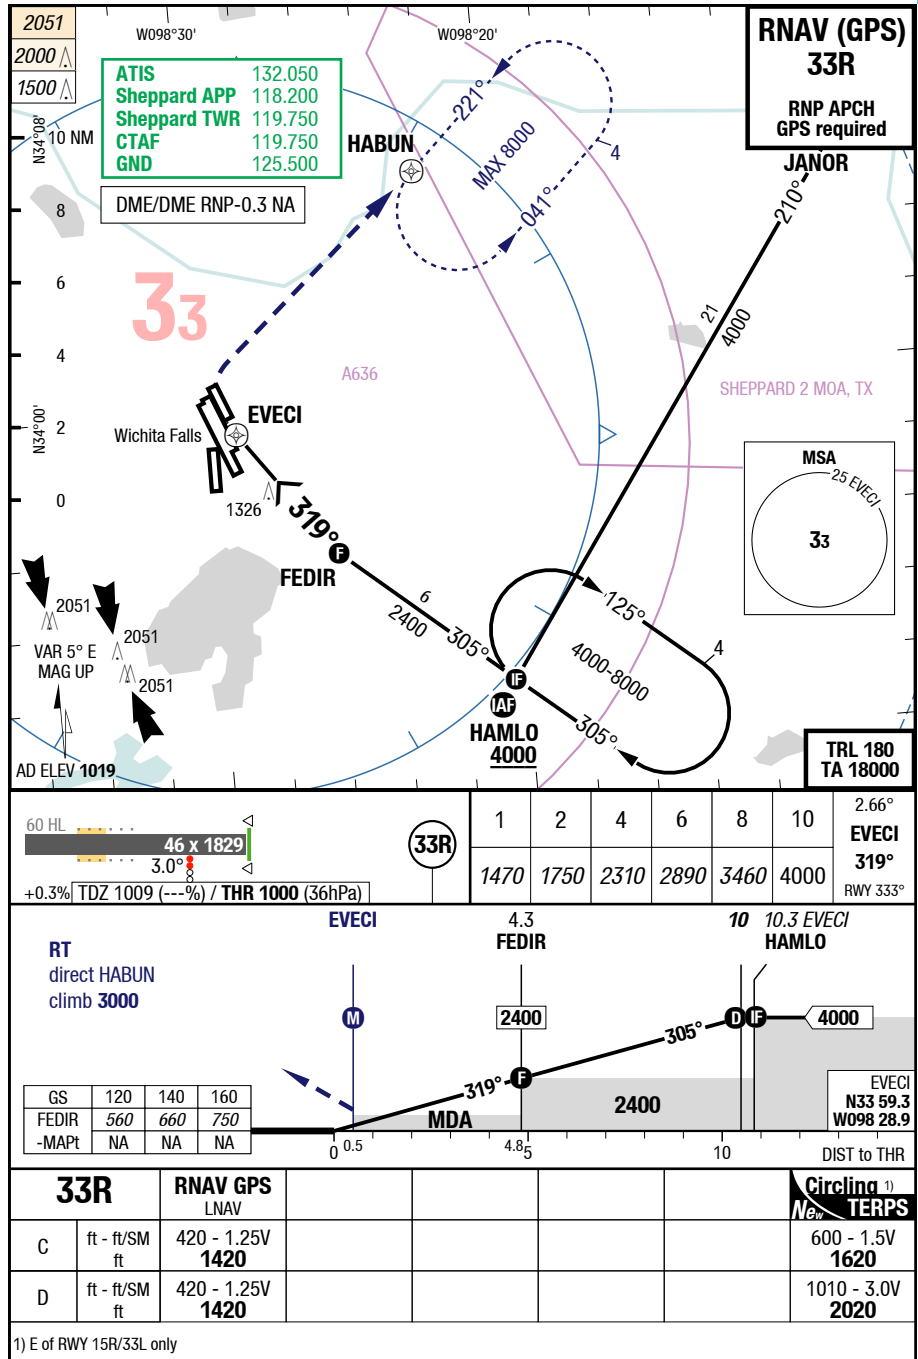 2051
2000
1500
W098°30'
W098°20'
RNAV (GPS)
33R
RNP APCH
GPS required
ATIS 132.050
Sheppard APP 118.200
Sheppard TWR 119.750
CTAF 119.750
GND 125.500
DME/DME RNP-0.3 NA
N34°08'
10 NM
8
6
4
2
0
N34°00'
HABUN
221°
MAX 8000
4
041°
JANOR
210°
21
4000
33
A636
SHEPPARD 2 MOA, TX
EVECI
Wichita Falls
1326
319°
F
FEDIR
MSA
25 EVECI
33
2051
2051
2051
VAR 5° E
MAG UP
AD ELEV 1019
6
2400
305°
125°
4
4000-8000
305°
IF
IAF
HAMLO
4000
TRL 180
TA 18000
60 HL
46 x 1829
3.0°
+0.3%
TDZ 1009 (---%) / THR 1000 (36hPa)
33R
1 2 4 6 8 10
1470 1750 2310 2890 3460 4000
2.66°
EVECI
319°
RWY 333°
RT
direct HABUN
climb 3000
EVECI
4.3
FEDIR
10
10.3 EVECI
HAMLO
M
2400
D
IF
4000
305°
319°
F
MDA
2400
EVECI
N33 59.3
W098 28.9
GS 120 140 160
FEDIR 560 660 750
-MAPt NA NA NA
0 0.5 4.8 5 10
DIST to THR
33R
RNAV GPS
LNAV
Circling 1)
New TERPS
C
ft - ft/SM
ft
420 - 1.25V
1420
600 - 1.5V
1620
D
ft - ft/SM
ft
420 - 1.25V
1420
1010 - 3.0V
2020
1) E of RWY 15R/33L only